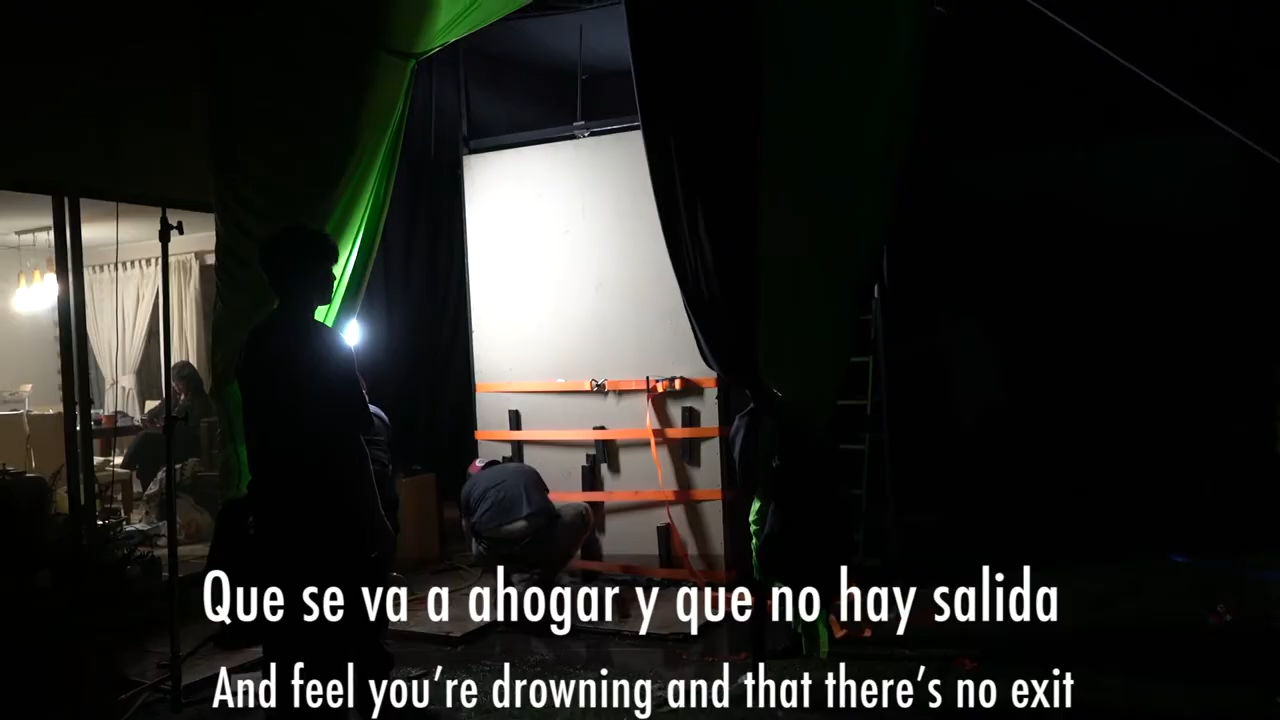 Que se va a ahogar y que no hay salida
And feel you're drowning and that there's no exit